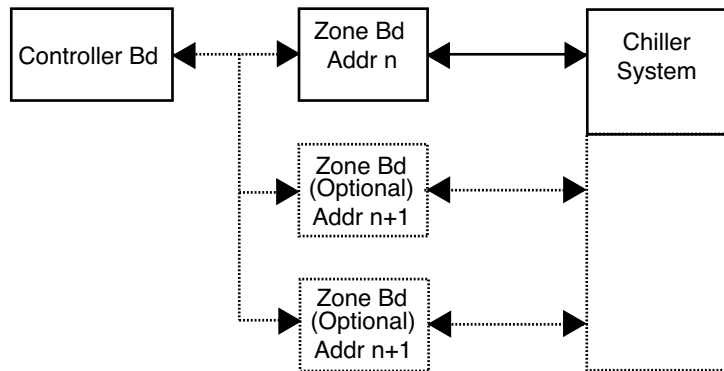 Controller Bd
Zone Bd
Addr n
Chiller
System
Zone Bd
(Optional)
Addr n+1
Zone Bd
(Optional)
Addr n+1